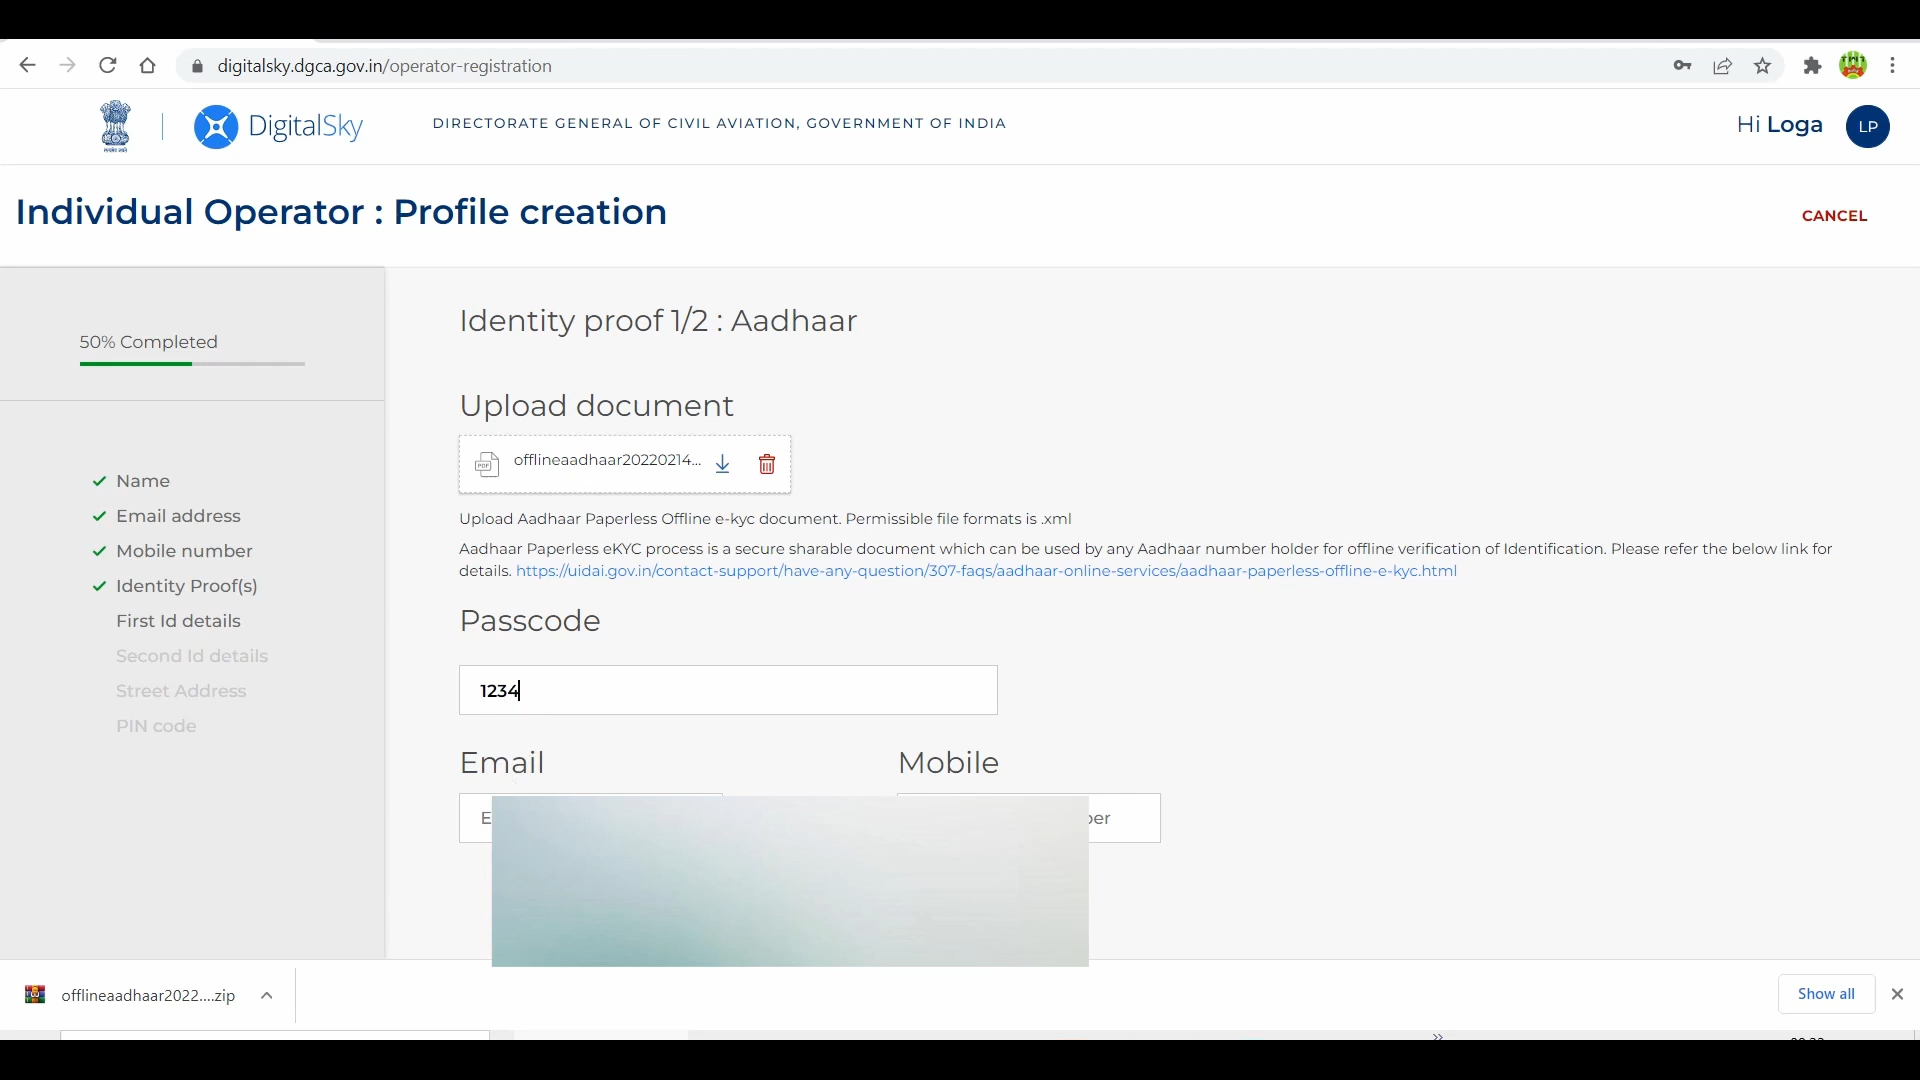 digitalsky.dgca.gov.in/operator-registration
DigitalSky
DIRECTORATE GENERAL OF CIVIL AVIATION, GOVERNMENT OF INDIA
Hi Loga
LP
Individual Operator : Profile creation
CANCEL
50% Completed
Name
Email address
Mobile number
Identity Proof(s)
First Id details
Second Id details
Street Address
PIN code
Identity proof 1/2 : Aadhaar
Upload document
PDF
offlineaadhaar20220214...
Upload Aadhaar Paperless Offline e-kyc document. Permissible file formats is .xml
Aadhaar Paperless eKYC process is a secure sharable document which can be used by any Aadhaar number holder for offline verification of Identification. Please refer the below link for
details. https://uidai.gov.in/contact-support/have-any-question/307-faqs/aadhaar-online-services/aadhaar-paperless-offline-e-kyc.html
Passcode
1234
Email
Mobile
offlineaadhaar2022....zip
Show all